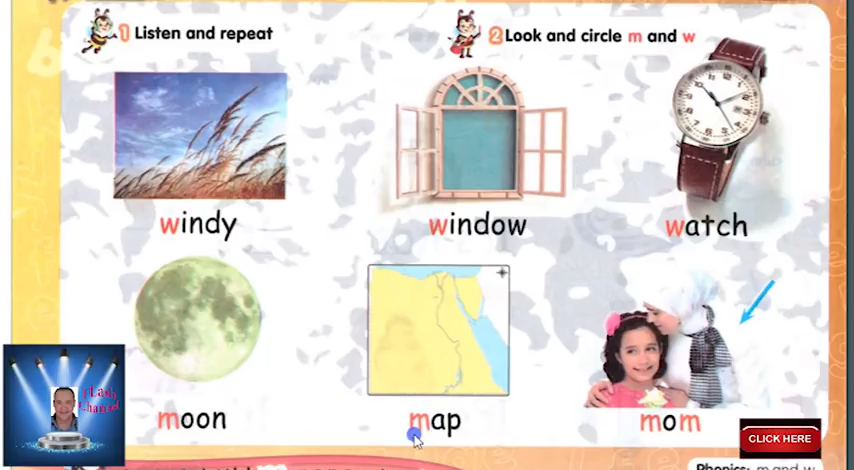 1 Listen and repeat
2 Look and circle m and w
windy
window
watch
moon
map
mom
CLICK HERE
Phonics: m and w